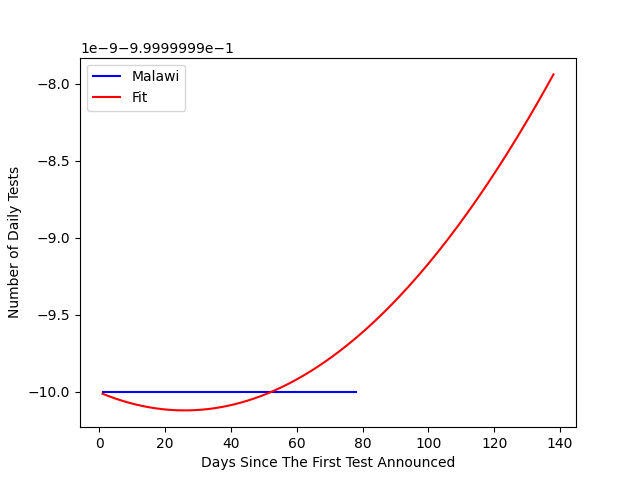 1e−9−9.9999999e−1
Malawi
Fit
−8.0
−8.5
−9.0
−9.5
−10.0
Number of Daily Tests
0 20 40 60 80 100 120 140
Days Since The First Test Announced